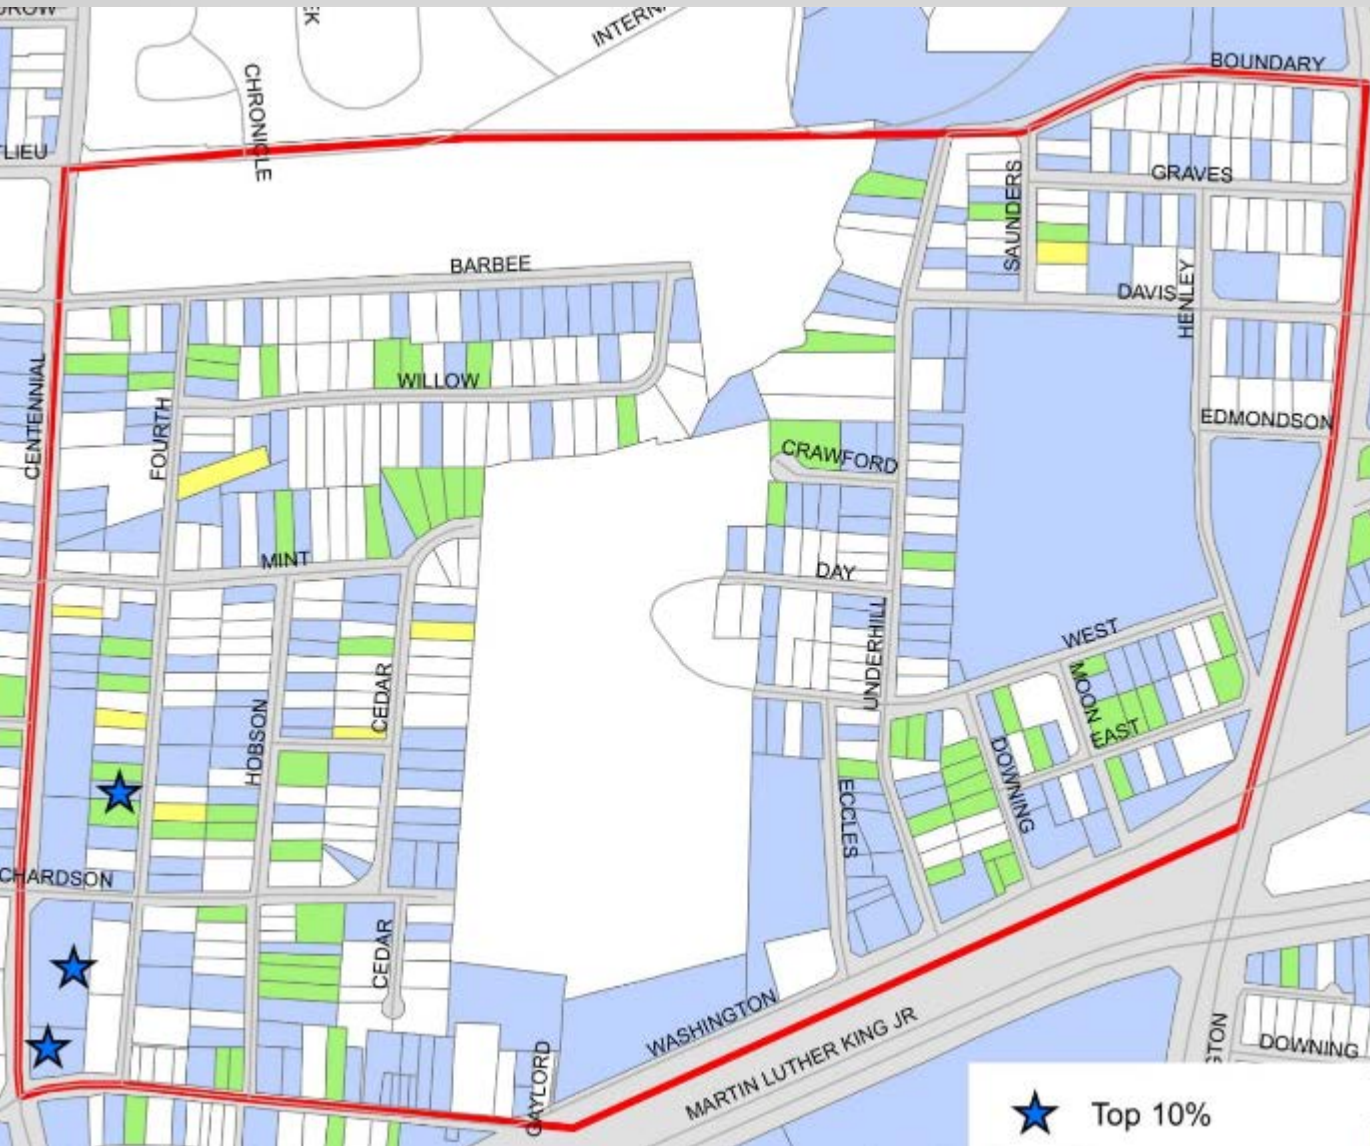 CHRONICLE
BOUNDARY
GRAVES
SAUNDERS
BARBEE
DAVIS
HENLEY
CENTENNIAL
WILLOW
FOURTH
EDMONDSON
CRAWFORD
MINT
DAY
UNDERHILL
WEST
MOON
EAST
CEDAR
HOBSON
DOWNING
ECCLES
CHARDSON
CEDAR
WASHINGTON
MARTIN LUTHER KING JR
GAYLORD
STON
DOWNING
Top 10%